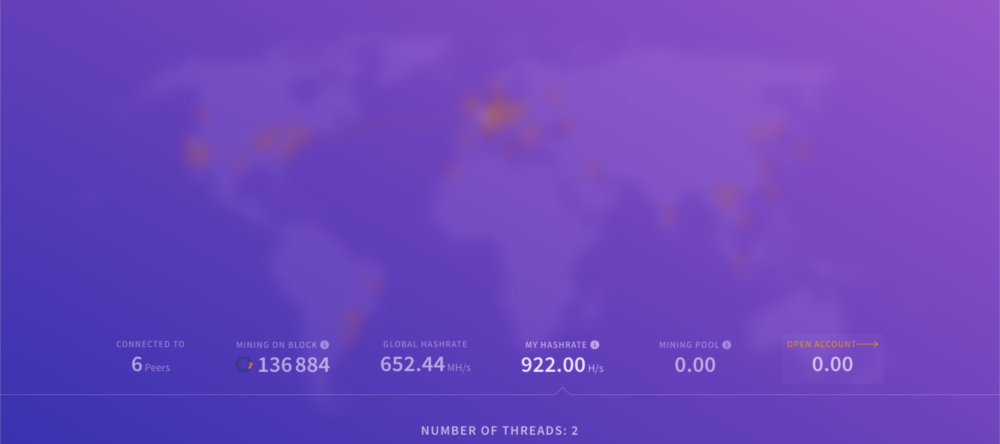 CONNECTED TO
6 Peers
MINING ON BLOCK
136 884
GLOBAL HASHRATE
652.44 MH/s
MY HASHRATE
922.00 H/s
MINING POOL
0.00
OPEN ACCOUNT
0.00
NUMBER OF THREADS: 2